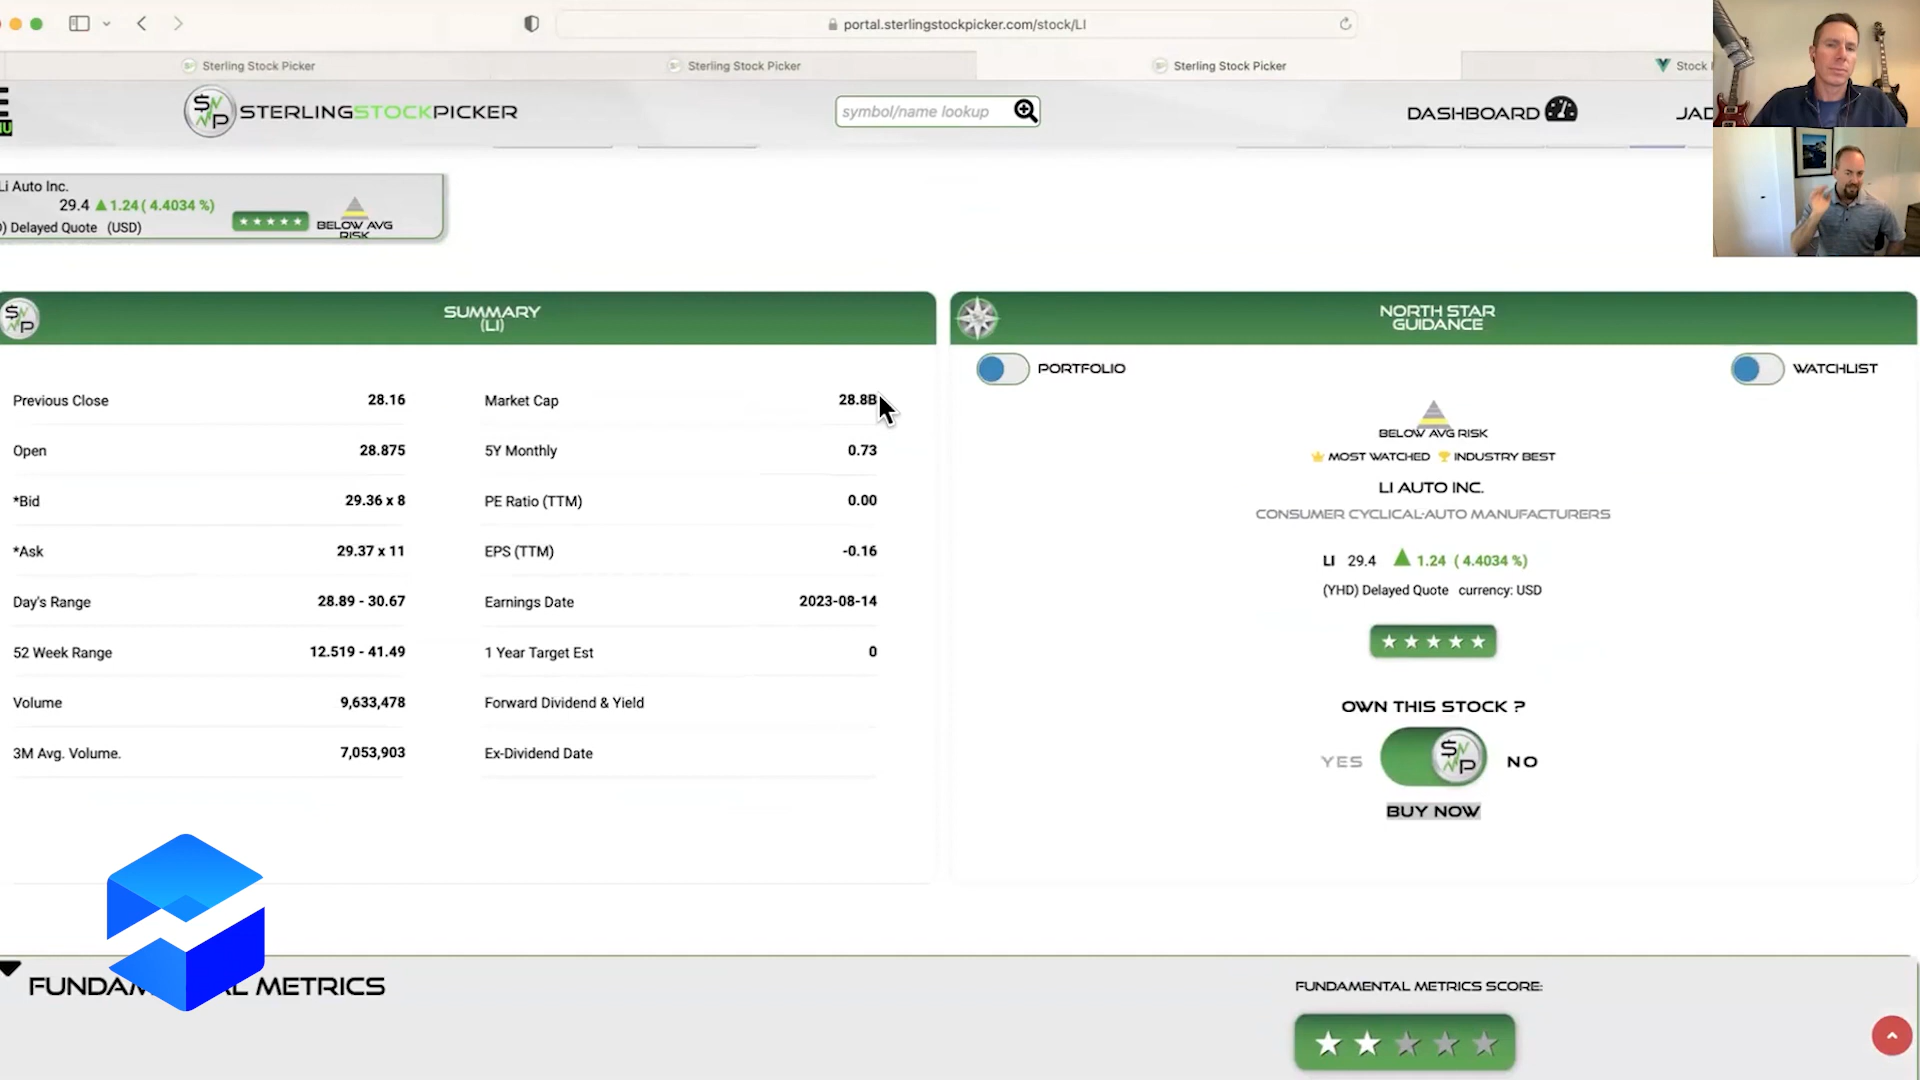 portal.sterlingstockpicker.com/stock/LI
Sterling Stock Picker
Sterling Stock Picker
Sterling Stock Picker
Stock
STERLINGSTOCKPICKER
symbol/name lookup
DASHBOARD
JAD
Li Auto Inc.
29.4 ▲ 1.24 ( 4.4034 %)
) Delayed Quote (USD)
BELOW AVG
RISK
SUMMARY
(LI)
Previous Close 28.16
Open 28.875
*Bid 29.36 x 8
*Ask 29.37 x 11
Day's Range 28.89 - 30.67
52 Week Range 12.519 - 41.49
Volume 9,633,478
3M Avg. Volume. 7,053,903
Market Cap 28.8B
5Y Monthly 0.73
PE Ratio (TTM) 0.00
EPS (TTM) -0.16
Earnings Date 2023-08-14
1 Year Target Est 0
Forward Dividend & Yield
Ex-Dividend Date
NORTH STAR
GUIDANCE
PORTFOLIO
WATCHLIST
BELOW AVG RISK
MOST WATCHED INDUSTRY BEST
LI AUTO INC.
CONSUMER CYCLICAL-AUTO MANUFACTURERS
LI 29.4 ▲ 1.24 ( 4.4034 %)
(YHD) Delayed Quote currency: USD
OWN THIS STOCK ?
YES
NO
BUY NOW
METRICS
FUNDAMENTAL METRICS SCORE: